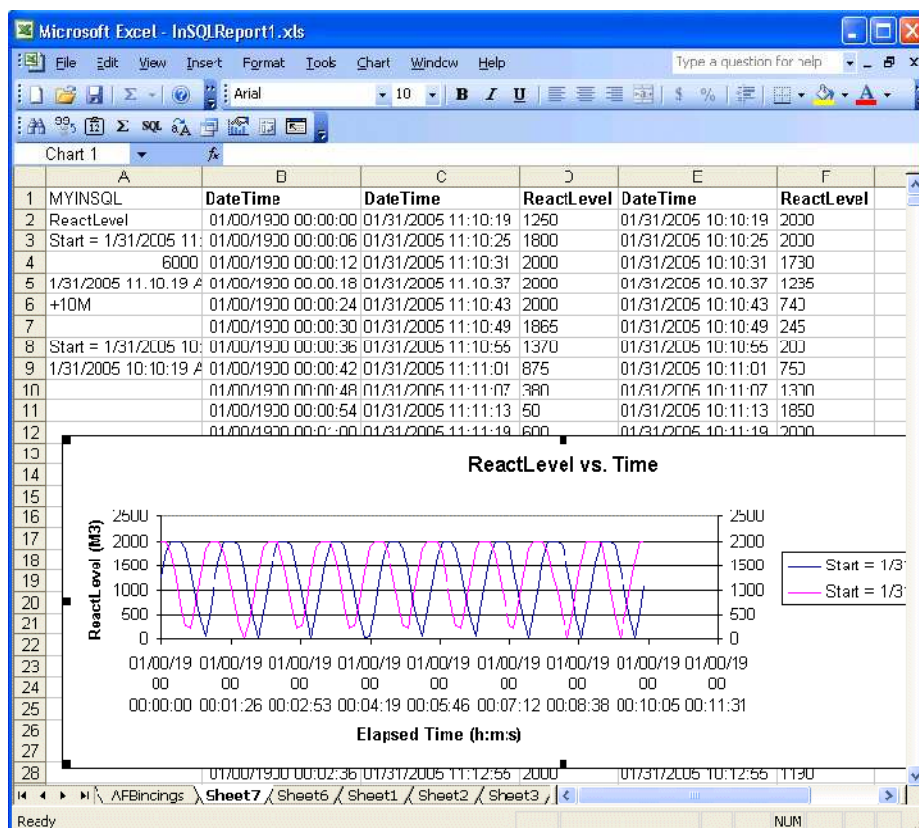 Microsoft Excel - InSQLReport1.xls
File Edit View Insert Format Tools Chart Window Help Type a question for help
Arial 10 B I U $ %
SQL
Chart 1 fx
A B C D E F
1 MYINSQL DateTime DateTime ReactLevel DateTime ReactLevel
2 ReactLevel 01/00/1900 00:00:00 01/31/2005 11:10:19 1250 01/31/2005 10:10:19 2000
3 Start = 1/31/2005 11: 01/00/1900 00:00:06 01/31/2005 11:10:25 1800 01/31/2005 10:10:25 2000
4 6000 01/00/1900 00:00:12 01/31/2005 11:10:31 2000 01/31/2005 10:10:31 1730
5 1/31/2005 11:10:19 A 01/00/1900 00:00:18 01/31/2005 11:10:37 2000 01/31/2005 10:10:37 1235
6 +10M 01/00/1900 00:00:24 01/31/2005 11:10:43 2000 01/31/2005 10:10:43 740
7 01/00/1900 00:00:30 01/31/2005 11:10:49 1865 01/31/2005 10:10:49 245
8 Start = 1/31/2005 10: 01/00/1900 00:00:36 01/31/2005 11:10:55 1370 01/31/2005 10:10:55 200
9 1/31/2005 10:10:19 A 01/00/1900 00:00:42 01/31/2005 11:11:01 875 01/31/2005 10:11:01 750
10 01/00/1900 00:00:48 01/31/2005 11:11:07 380 01/31/2005 10:11:07 1300
11 01/00/1900 00:00:54 01/31/2005 11:11:13 50 01/31/2005 10:11:13 1850
12 01/00/1900 00:01:00 01/31/2005 11:11:19 600 01/31/2005 10:11:19 2000
13
14 ReactLevel vs. Time
15
16 2500 2500
17 2000 2000
18 1500 1500 Start = 1/3
19 1000 1000 Start = 1/3
20 500 500
21 0 0
ReactLevel (M3)
22
23 01/00/19 01/00/19 01/00/19 01/00/19 01/00/19 01/00/19 01/00/19 01/00/19 01/00/19
24 00 00 00 00 00 00 00 00 00
25 00:00:00 00:01:26 00:02:53 00:04:19 00:05:46 00:07:12 00:08:38 00:10:05 00:11:31
26 Elapsed Time (h:m:s)
27
28 01/00/1900 00:02:36 01/31/2005 11:12:55 2000 01/31/2005 10:12:55 1190
AFBindings Sheet7 Sheet6 Sheet1 Sheet2 Sheet3
Ready NUM